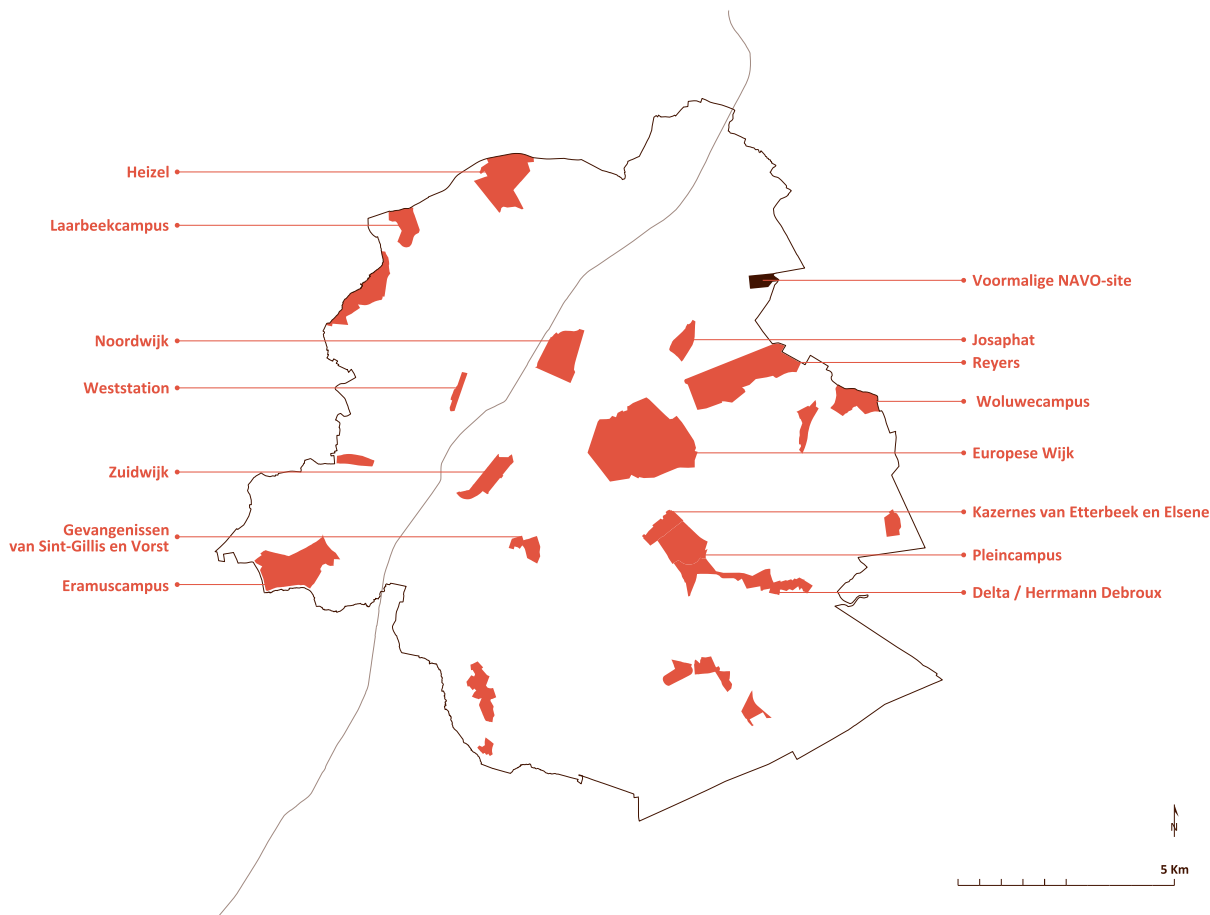 Heizel
Laarbeekcampus
Noordwijk
Weststation
Zuidwijk
Gevangenissen
van Sint-Gillis en Vorst
Eramuscampus
Voormalige NAVO-site
Josaphat
Reyers
Woluwecampus
Europese Wijk
Kazernes van Etterbeek en Elsene
Pleincampus
Delta / Herrmann Debroux
N
5 Km